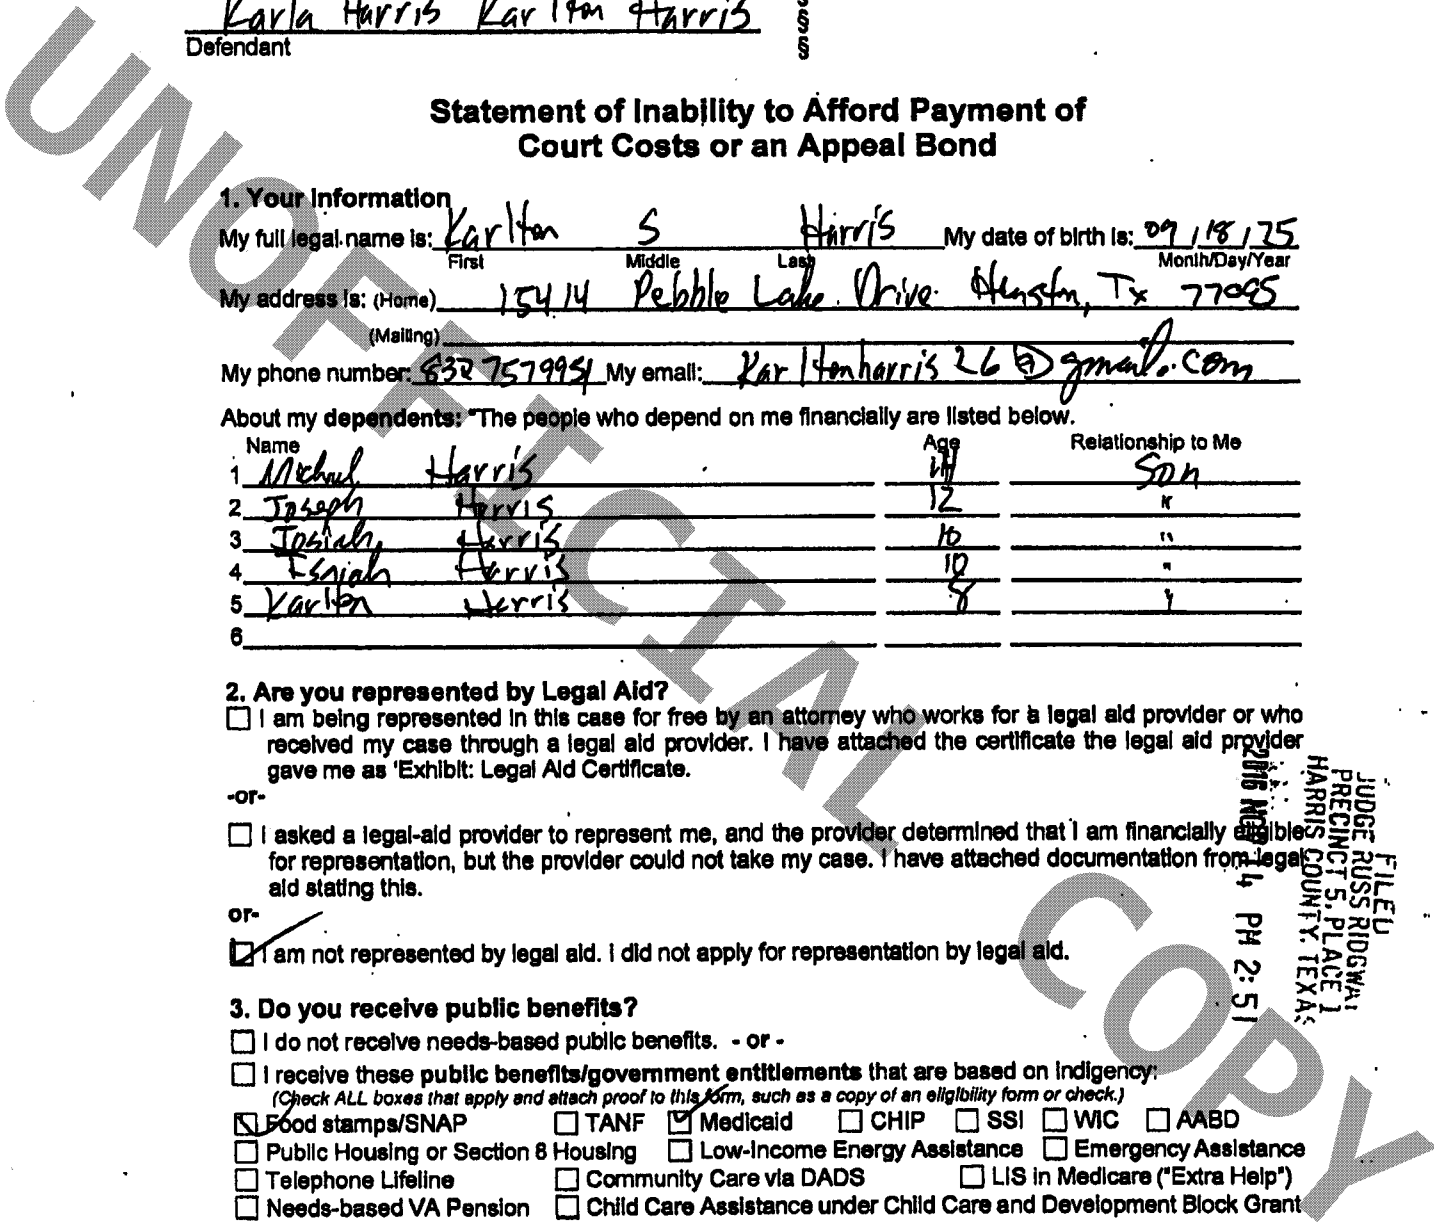 Karla Harris Karlton Harris
Defendant
§
§
Statement of Inability to Afford Payment of
Court Costs or an Appeal Bond
1. Your Information
My full legal name is: Karlton S Harris My date of birth is: 09/18/75
First Middle Last Month/Day/Year
My address is: (Home) 15414 Pebble Lake Drive Houston, Tx 77095
(Mailing)
My phone number: 832 7579951 My email: Karltonharris26@gmail.com
About my dependents: "The people who depend on me financially are listed below.
Name Age Relationship to Me
1 Michael Harris 14 Son
2 Joseph Harris 12 "
3 Josiah Harris 10 "
4 Isaiah Harris 10 "
5 Karlton Harris 8 "
6
2. Are you represented by Legal Aid?
I am being represented in this case for free by an attorney who works for a legal aid provider or who
received my case through a legal aid provider. I have attached the certificate the legal aid provider
gave me as 'Exhibit: Legal Aid Certificate.
-or-
I asked a legal-aid provider to represent me, and the provider determined that I am financially eligible
for representation, but the provider could not take my case. I have attached documentation from legal
aid stating this.
or-
I am not represented by legal aid. I did not apply for representation by legal aid.
3. Do you receive public benefits?
I do not receive needs-based public benefits. - or -
I receive these public benefits/government entitlements that are based on indigency:
(Check ALL boxes that apply and attach proof to this form, such as a copy of an eligibility form or check.)
Food stamps/SNAP TANF Medicaid CHIP SSI WIC AABD
Public Housing or Section 8 Housing Low-Income Energy Assistance Emergency Assistance
Telephone Lifeline Community Care via DADS LIS in Medicare ("Extra Help")
Needs-based VA Pension Child Care Assistance under Child Care and Development Block Grant
FILED
JUDGE RUSS RIDGWAY
PRECINCT 5, PLACE 1
HARRIS COUNTY, TEXAS
2016 NOV 14 PM 2:51
UNOFFICIAL COPY